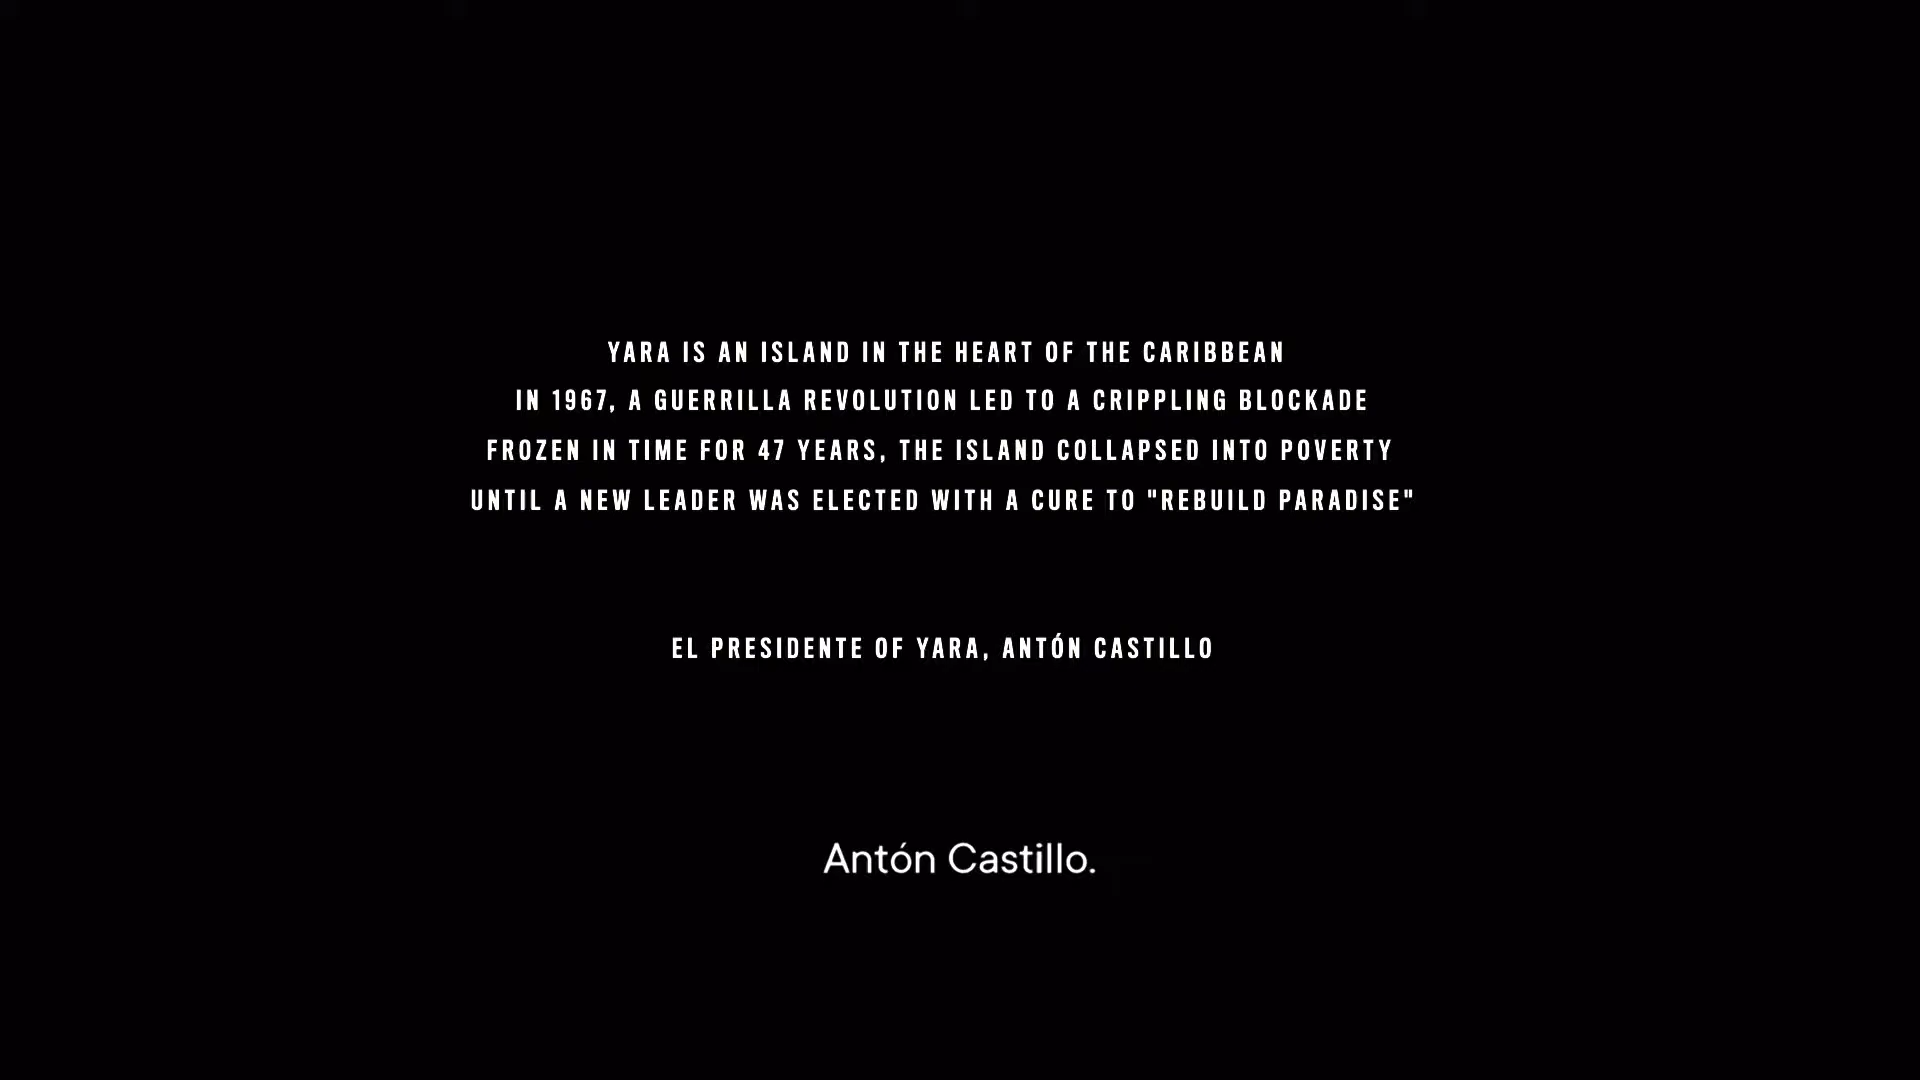 YARA IS AN ISLAND IN THE HEART OF THE CARIBBEAN
IN 1967, A GUERRILLA REVOLUTION LED TO A CRIPPLING BLOCKADE
FROZEN IN TIME FOR 47 YEARS, THE ISLAND COLLAPSED INTO POVERTY
UNTIL A NEW LEADER WAS ELECTED WITH A CURE TO "REBUILD PARADISE"
EL PRESIDENTE OF YARA, ANTÓN CASTILLO
Antón Castillo.